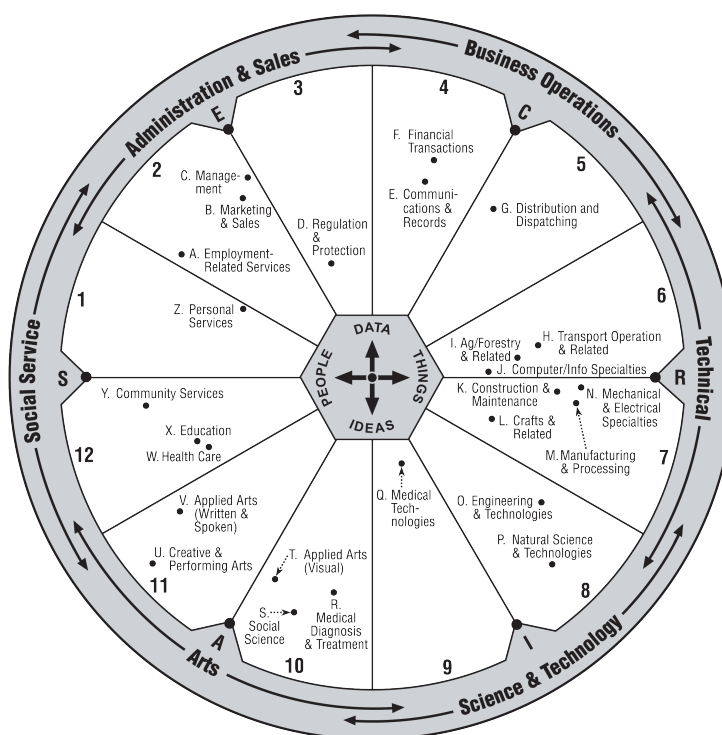 Business Operations
Administration & Sales
3
4
E
C
F. Financial
Transactions
2
5
C. Manage-
ment
E. Communi-
cations &
Records
B. Marketing
& Sales
D. Regulation
&
Protection
G. Distribution and
Dispatching
A. Employment-
Related Services
1
6
Z. Personal
Services
DATA
PEOPLE
THINGS
IDEAS
I. Ag/Forestry
& Related
H. Transport Operation
& Related
J. Computer/Info Specialties
Social Service
S
R
Technical
Y. Community Services
K. Construction &
Maintenance
N. Mechanical
& Electrical
Specialties
X. Education
W. Health Care
L. Crafts &
Related
12
7
M. Manufacturing
& Processing
V. Applied Arts
(Written &
Spoken)
Q. Medical
Tech-
nologies
O. Engineering
& Technologies
U. Creative &
Performing Arts
T. Applied Arts
(Visual)
P. Natural Science
& Technologies
11
8
S.
Social
Science
R.
Medical
Diagnosis
& Treatment
A
I
10
9
Arts
Science & Technology